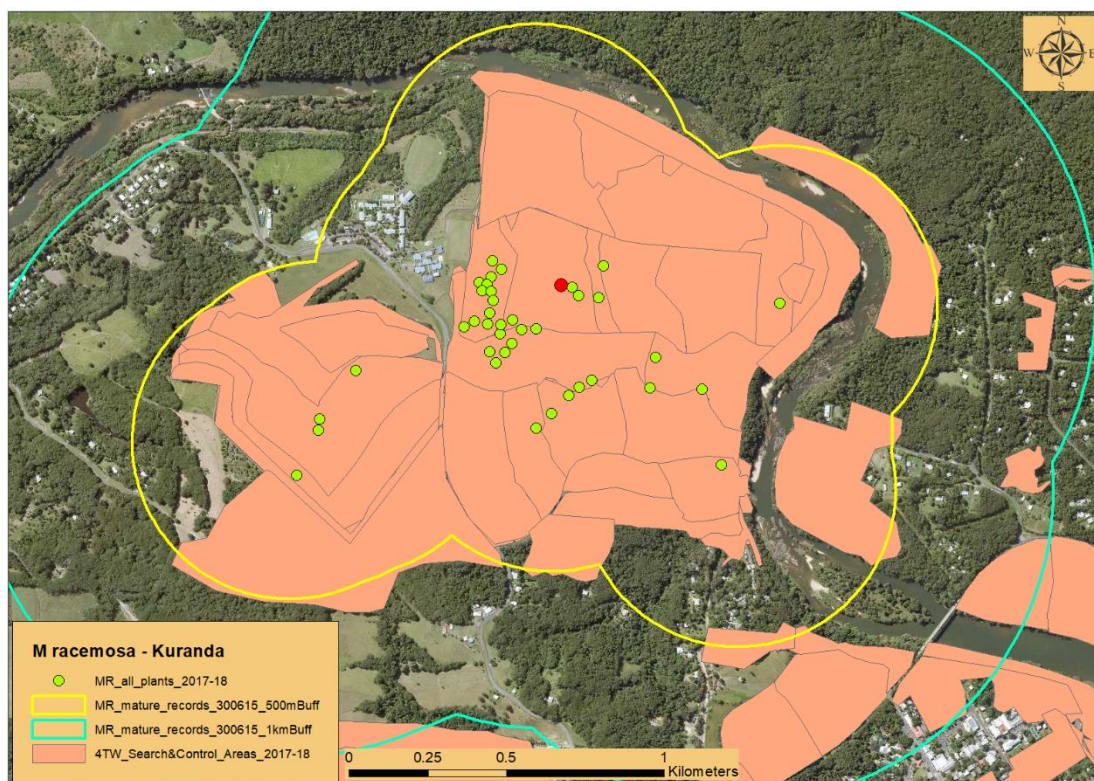 N
W E
S
M racemosa - Kuranda
MR_all_plants_2017-18
MR_mature_records_300615_500mBuff
MR_mature_records_300615_1kmBuff
4TW_Search&Control_Areas_2017-18
0 0.25 0.5 1
Kilometers